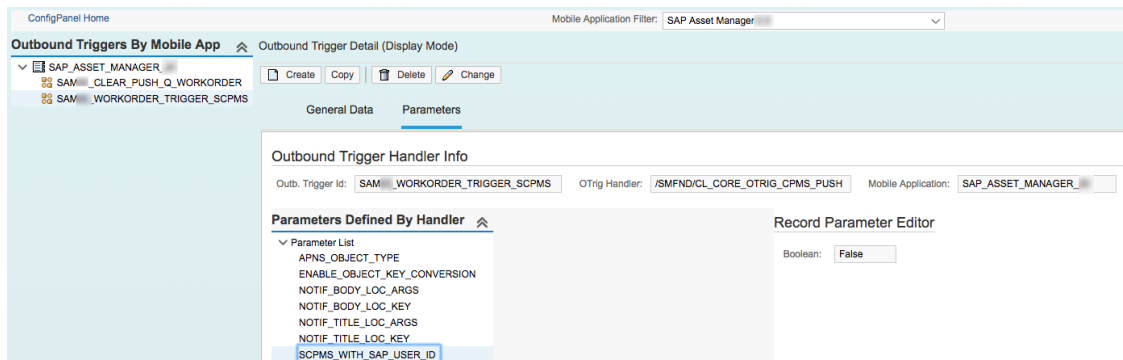 ConfigPanel Home
Mobile Application Filter: SAP Asset Manager
Outbound Triggers By Mobile App
Outbound Trigger Detail (Display Mode)
SAP_ASSET_MANAGER_
SAM _CLEAR_PUSH_Q_WORKORDER
SAM _WORKORDER_TRIGGER_SCPMS
Create Copy Delete Change
General Data Parameters
Outbound Trigger Handler Info
Outb. Trigger Id: SAM _WORKORDER_TRIGGER_SCPMS OTrig Handler: /SMFND/CL_CORE_OTRIG_CPMS_PUSH Mobile Application: SAP_ASSET_MANAGER_
Parameters Defined By Handler
Record Parameter Editor
Parameter List
Boolean: False
APNS_OBJECT_TYPE
ENABLE_OBJECT_KEY_CONVERSION
NOTIF_BODY_LOC_ARGS
NOTIF_BODY_LOC_KEY
NOTIF_TITLE_LOC_ARGS
NOTIF_TITLE_LOC_KEY
SCPMS_WITH_SAP_USER_ID